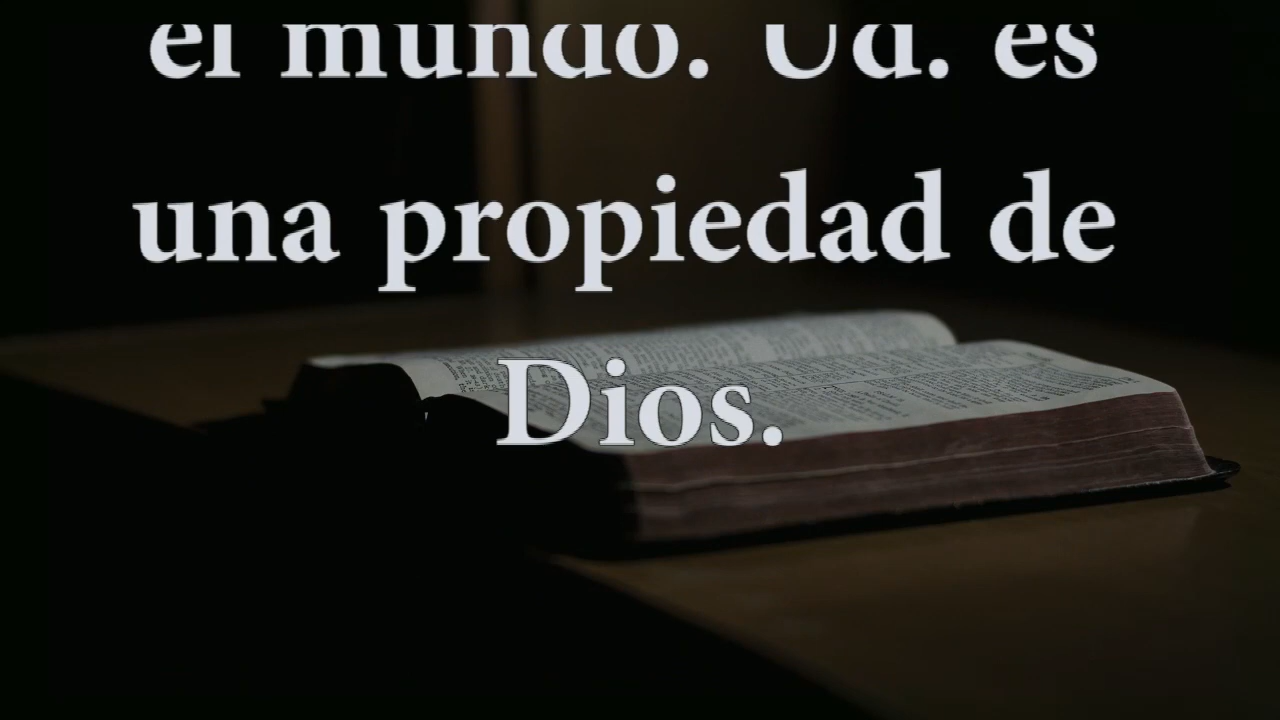 el mundo. Ud. es
una propiedad de
Dios.